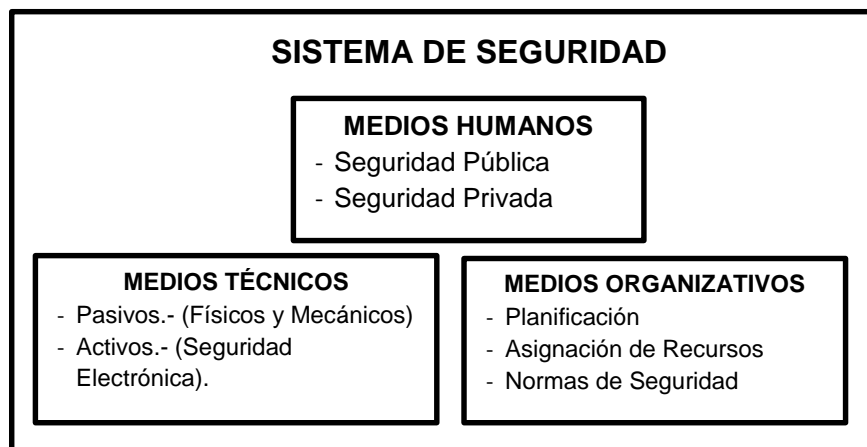 SISTEMA DE SEGURIDAD
MEDIOS HUMANOS
- Seguridad Pública
- Seguridad Privada
MEDIOS TÉCNICOS
- Pasivos.- (Físicos y Mecánicos)
- Activos.- (Seguridad
Electrónica).
MEDIOS ORGANIZATIVOS
- Planificación
- Asignación de Recursos
- Normas de Seguridad